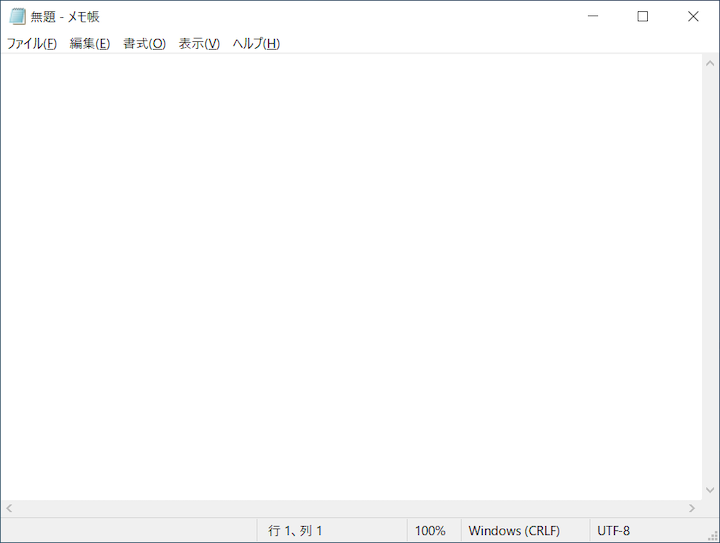 無題 - メモ帳
ファイル(F) 編集(E) 書式(O) 表示(V) ヘルプ(H)
行 1、列 1 100% Windows (CRLF) UTF-8